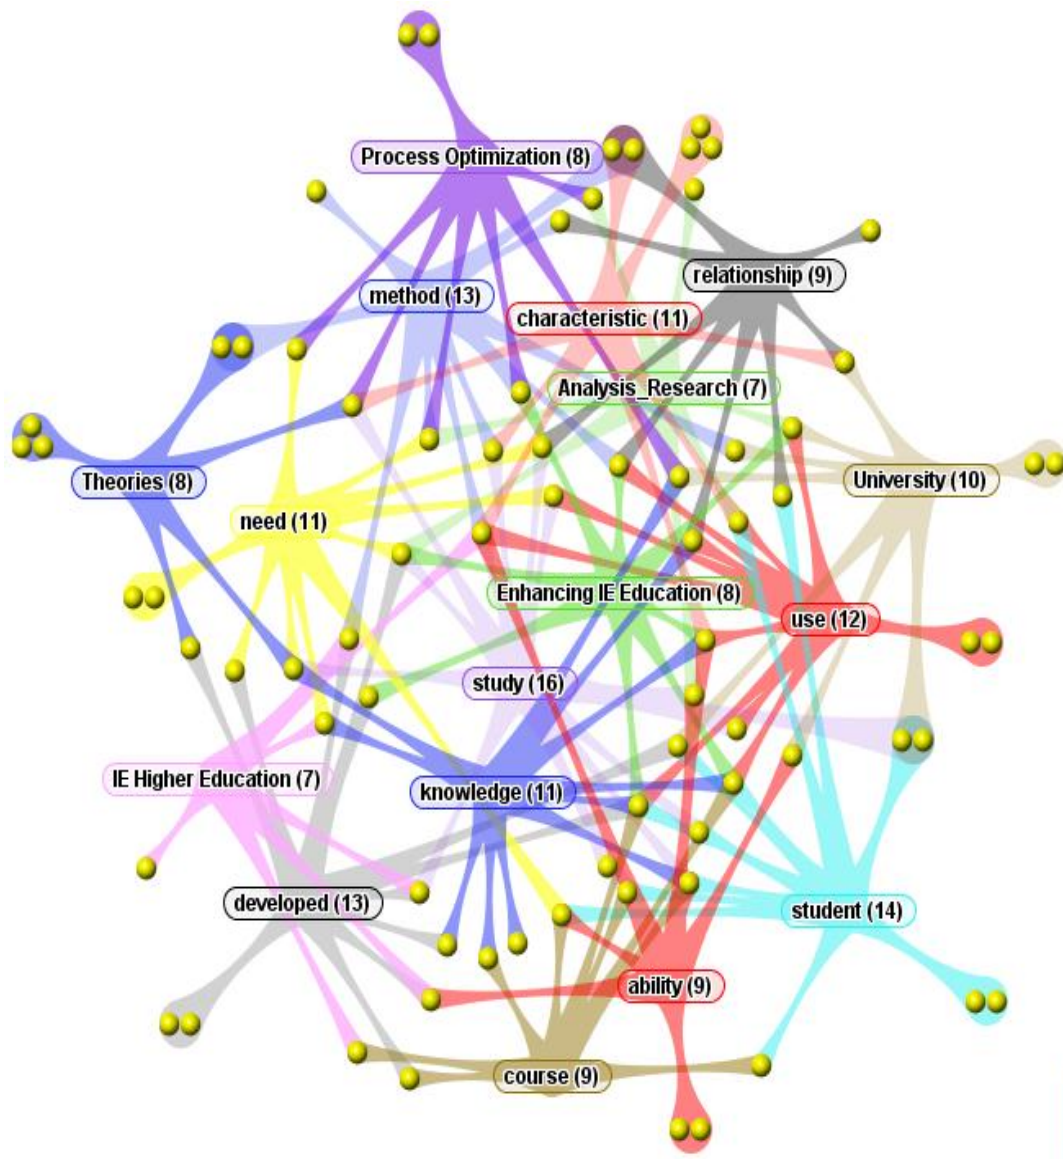 Process Optimization (8)
relationship (9)
method (13)
characteristic (11)
Analysis_Research (7)
Theories (8)
University (10)
need (11)
Enhancing IE Education (8)
use (12)
study (16)
IE Higher Education (7)
knowledge (11)
developed (13)
student (14)
ability (9)
course (9)